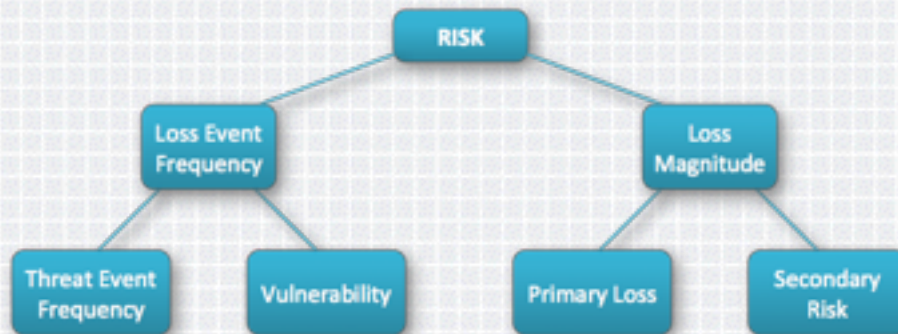 RISK
Loss Event
Frequency
Loss
Magnitude
Threat Event
Frequency
Vulnerability
Primary Loss
Secondary
Risk